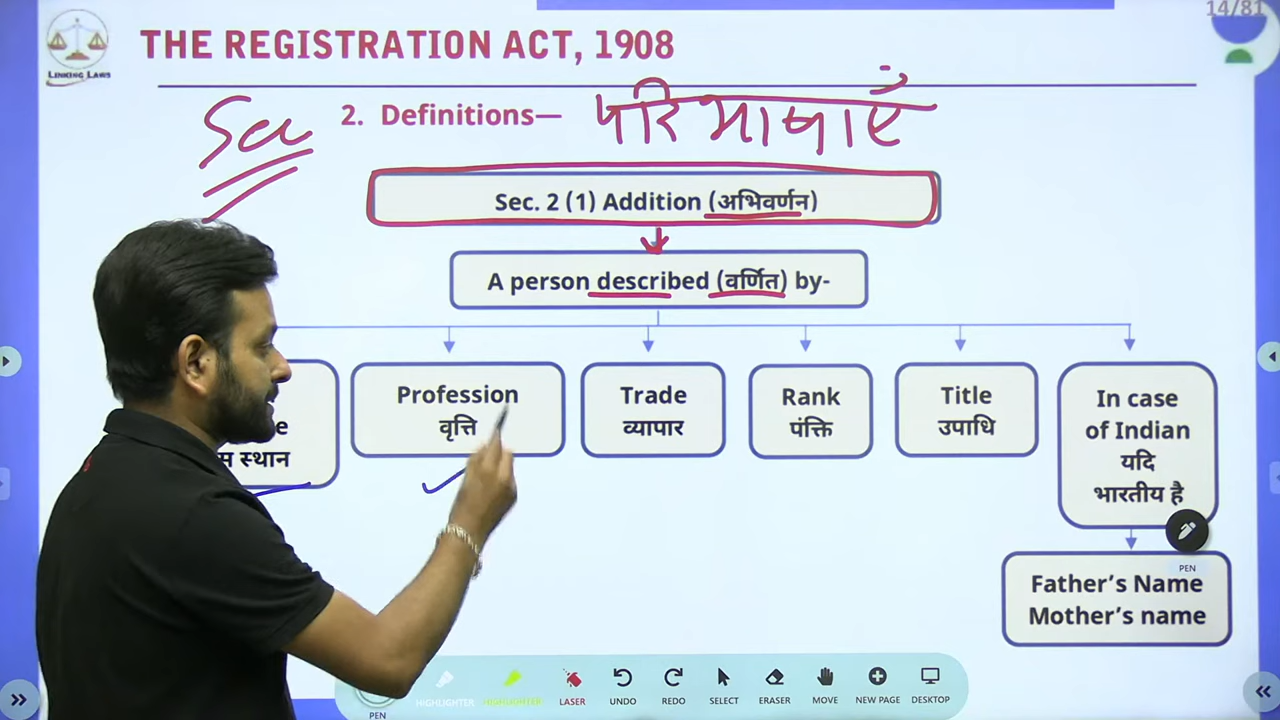 14/81
LINKING LAWS
THE REGISTRATION ACT, 1908
Sec
2. Definitions— परिभाषाएँ
Sec. 2 (1) Addition (अभिवर्णन)
A person described (वर्णित) by-
स्थान
Profession
वृत्ति
Trade
व्यापार
Rank
पंक्ति
Title
उपाधि
In case
of Indian
यदि
भारतीय है
Father's Name
Mother's name
PEN
PEN
HIGHLIGHTER
HIGHLIGHTER
LASER
UNDO
REDO
SELECT
ERASER
MOVE
NEW PAGE
DESKTOP